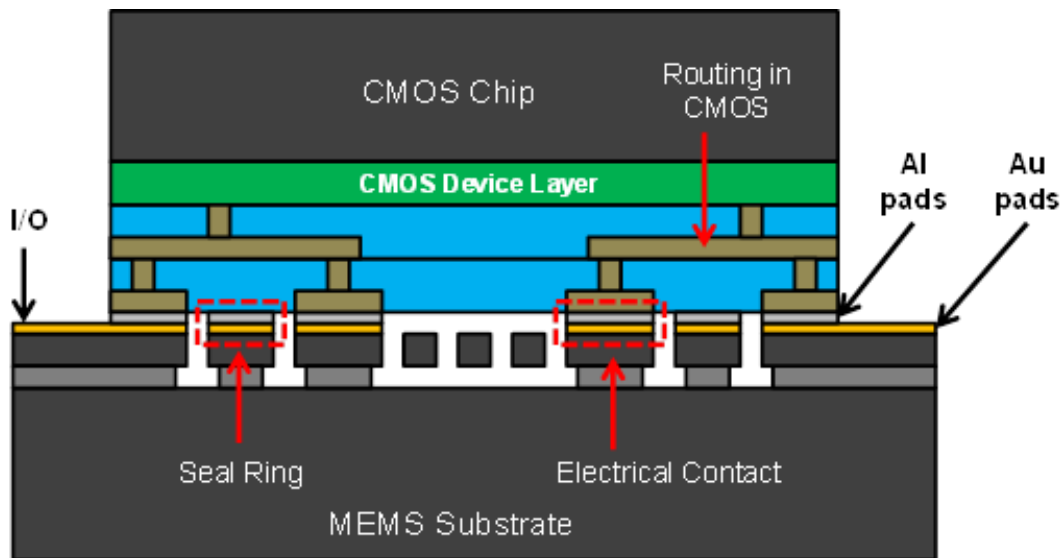 CMOS Chip
Routing in
CMOS
CMOS Device Layer
Al
pads
Au
pads
I/O
Seal Ring
Electrical Contact
MEMS Substrate